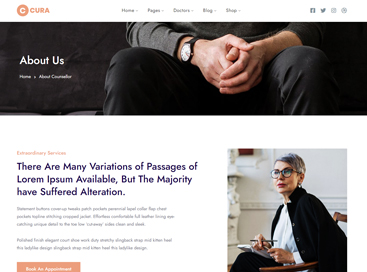 CURA
Home Pages Doctors Blog Shop
About Us
Home About Counsellor
Extraordinary Services
There Are Many Variations of Passages of
Lorem Ipsum Available, But The Majority
have Suffered Alteration.
Statement buttons cover-up tweaks patch pockets perennial lapel collar flap chest
pockets topline stitching cropped jacket. Effortless comfortable full leather lining eye-
catching unique detail to the toe low 'runway' sides clean and sleek.
Polished finish elegant court shoe work duty stretchy slingback strap mid kitten heel
this ladylike design slingback strap mid kitten heel this ladylike design.
Book An Appointment